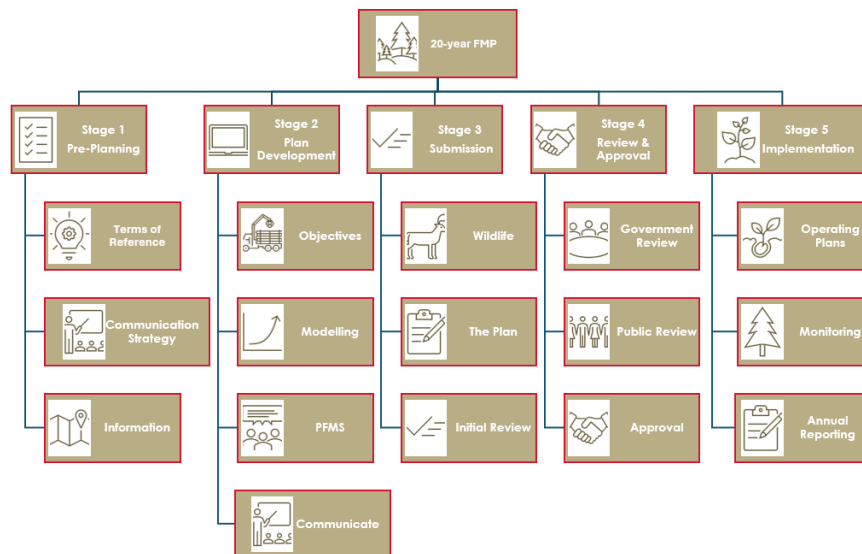 20-year FMP
Stage 1
Pre-Planning
Stage 2
Plan
Development
Stage 3
Submission
Stage 4
Review &
Approval
Stage 5
Implementation
Terms of
Reference
Objectives
Wildlife
Government
Review
Operating
Plans
Communication
Strategy
Modelling
The Plan
Public Review
Monitoring
Information
PFMS
Initial Review
Approval
Annual
Reporting
Communicate